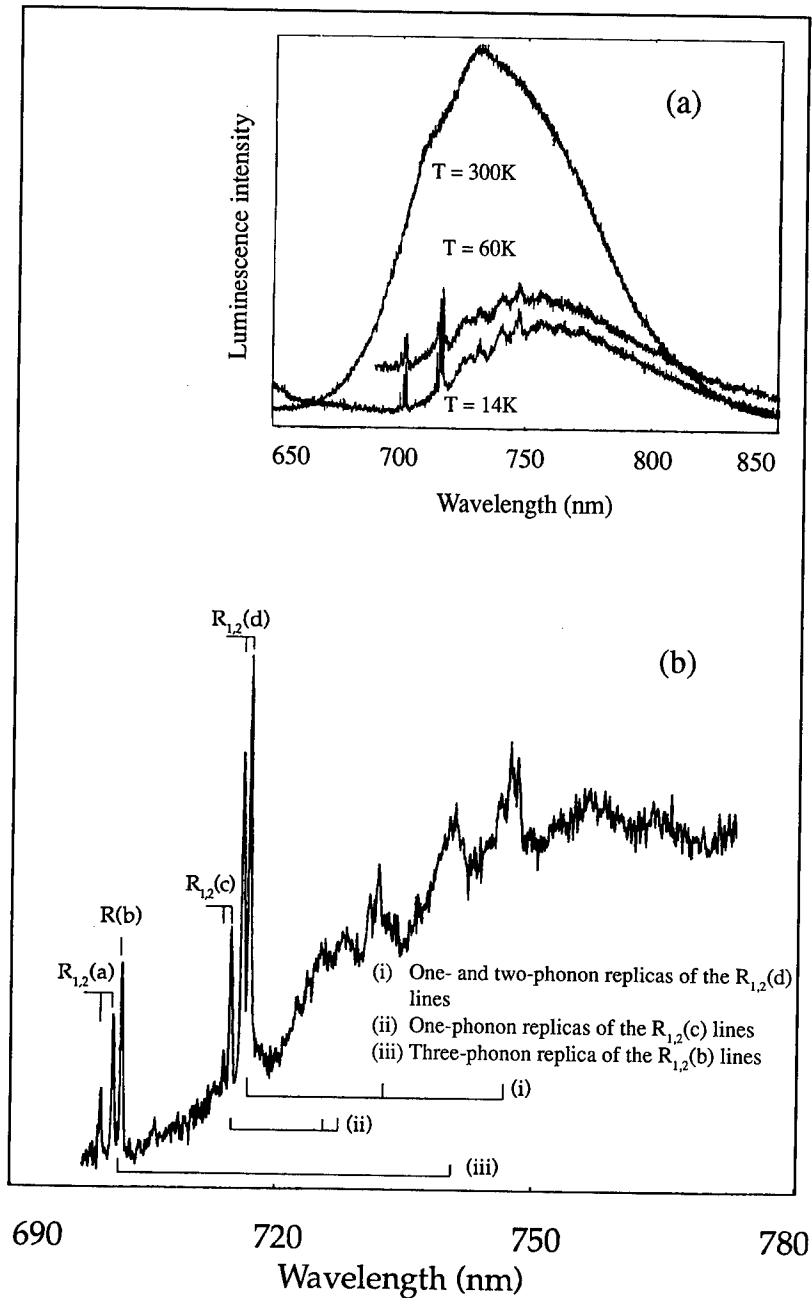 (a)
Luminescence intensity
T = 300K
T = 60K
T = 14K
650 700 750 800 850
Wavelength (nm)
R1,2(d)
(b)
R1,2(c)
R(b)
R1,2(a)
(i) One- and two-phonon replicas of the R1,2(d)
lines
(ii) One-phonon replicas of the R1,2(c) lines
(iii) Three-phonon replica of the R1,2(b) lines
(i)
(ii)
(iii)
690 720 750 780
Wavelength (nm)